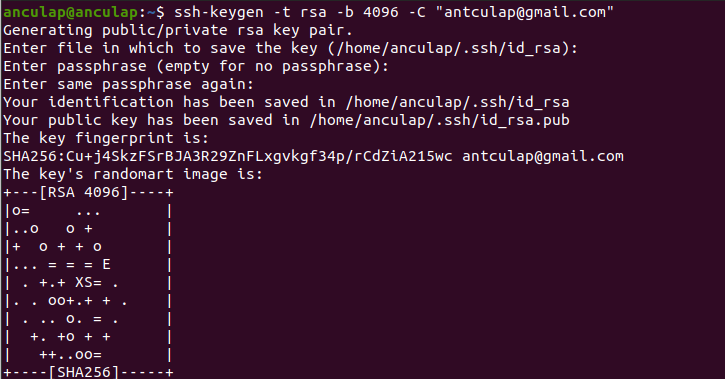 anculap@anculap:~$ ssh-keygen -t rsa -b 4096 -C "antculap@gmail.com"
Generating public/private rsa key pair.
Enter file in which to save the key (/home/anculap/.ssh/id_rsa):
Enter passphrase (empty for no passphrase):
Enter same passphrase again:
Your identification has been saved in /home/anculap/.ssh/id_rsa
Your public key has been saved in /home/anculap/.ssh/id_rsa.pub
The key fingerprint is:
SHA256:Cu+j4SkzFSrBJA3R29ZnFLxgvkgf34p/rCdZiA215wc antculap@gmail.com
The key's randomart image is:
+---[RSA 4096]----+
|o=     ...       |
|..o   o +        |
|+  o + + o       |
|... = = = E      |
| . +.+ XS= .     |
|. . oo+.+ + .    |
| . .. o. = .     |
|  +. +o + +      |
|   ++..oo=       |
+----[SHA256]-----+